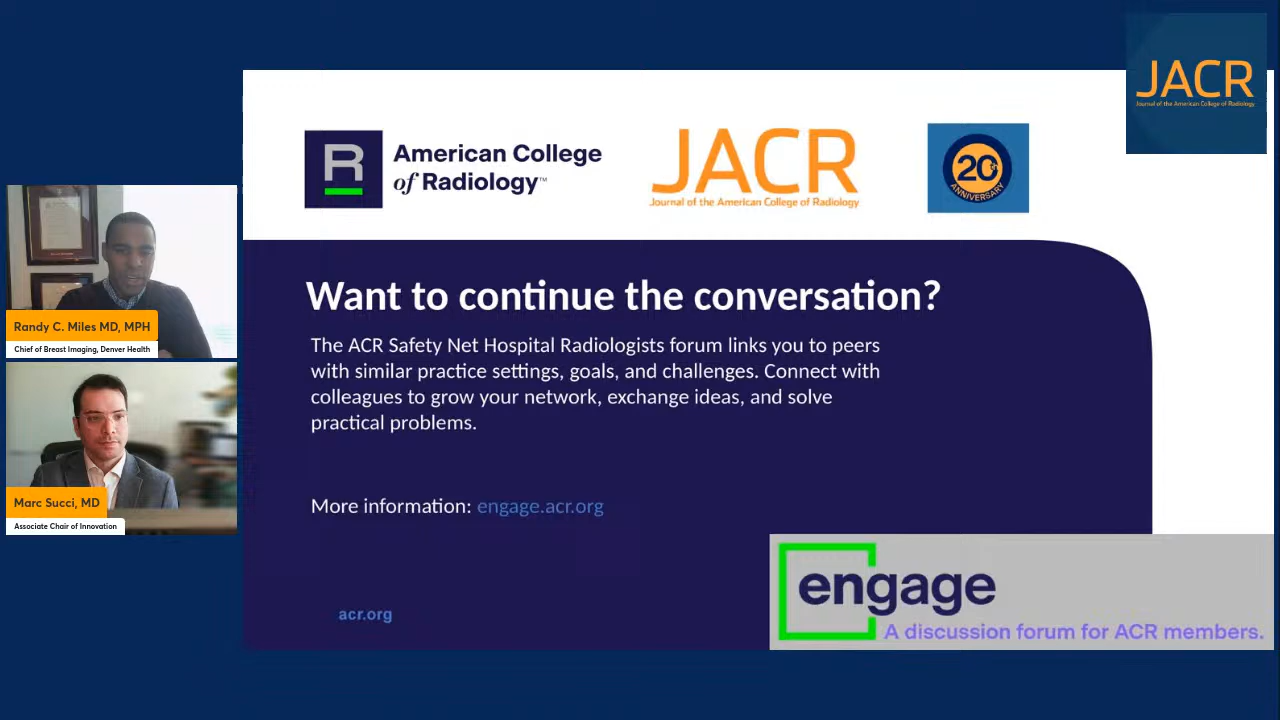 JACR
Journal of the American College of Radiology
R
American College
of Radiology™
JACR
Journal of the American College of Radiology
20
ANNIVERSARY
Randy C. Miles MD, MPH
Chief of Breast Imaging, Denver Health
Marc Succi, MD
Associate Chair of Innovation
Want to continue the conversation?
The ACR Safety Net Hospital Radiologists forum links you to peers
with similar practice settings, goals, and challenges. Connect with
colleagues to grow your network, exchange ideas, and solve
practical problems.
More information: engage.acr.org
acr.org
engage
A discussion forum for ACR members.